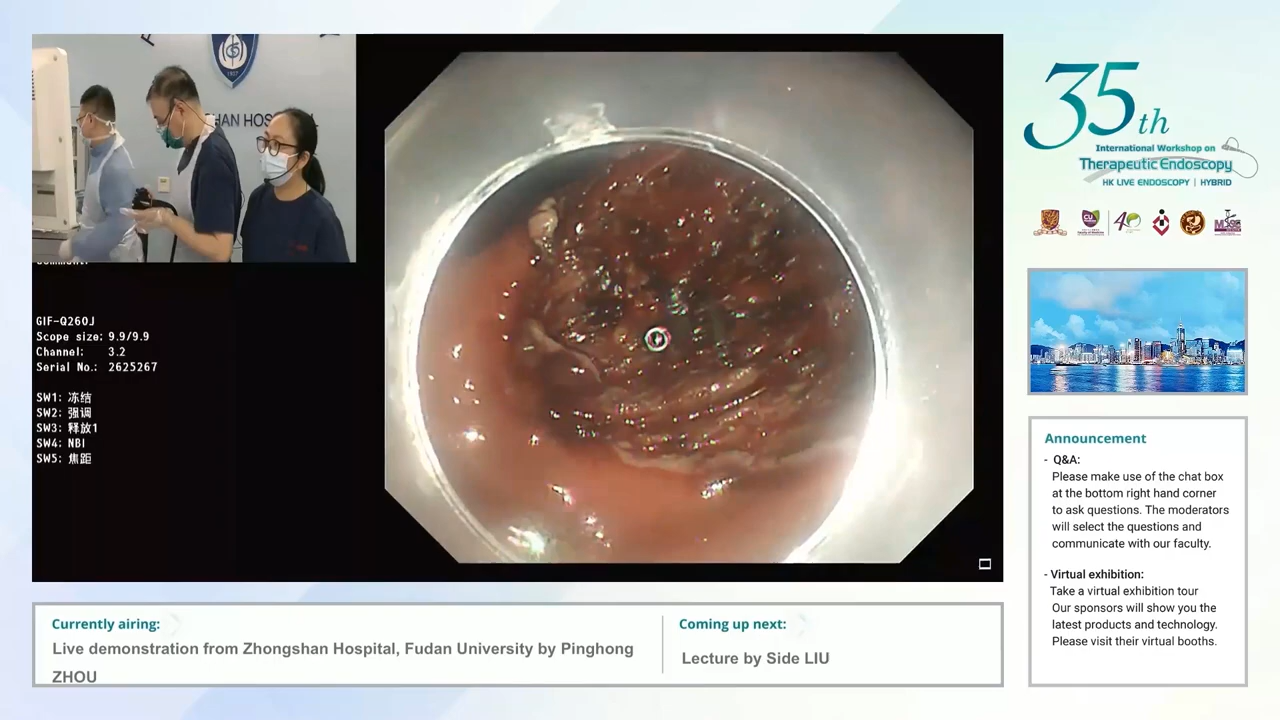 HAN HOS
1937
GIF-Q260J
Scope size: 9.9/9.9
Channel: 3.2
Serial No.: 2625267
SW1: 冻结
SW2: 强调
SW3: 释放1
SW4: NBI
SW5: 焦距
35th
International Workshop on
Therapeutic Endoscopy
HK LIVE ENDOSCOPY | HYBRID
Announcement
- Q&A:
Please make use of the chat box
at the bottom right hand corner
to ask questions. The moderators
will select the questions and
communicate with our faculty.
- Virtual exhibition:
Take a virtual exhibition tour
Our sponsors will show you the
latest products and technology.
Please visit their virtual booths.
Currently airing:
Live demonstration from Zhongshan Hospital, Fudan University by Pinghong
ZHOU
Coming up next:
Lecture by Side LIU